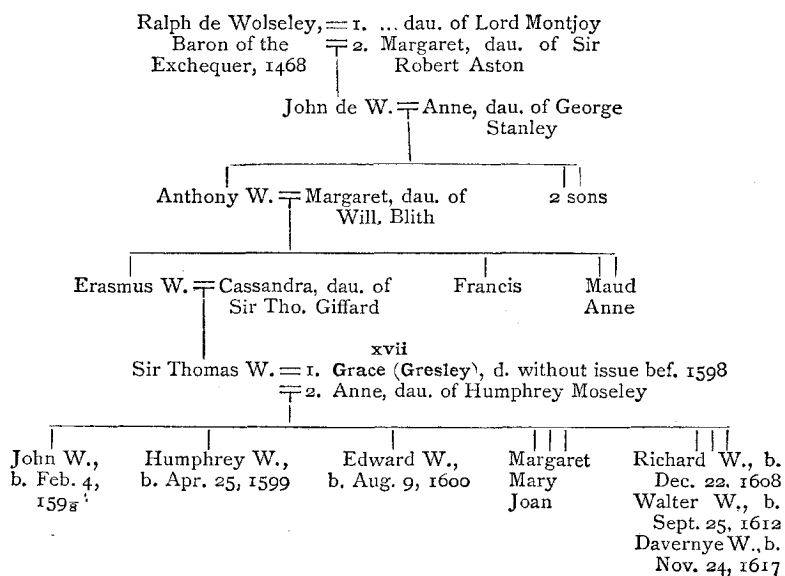 Ralph de Wolseley, = 1. ... dau. of Lord Montjoy
Baron of the = 2. Margaret, dau. of Sir
Exchequer, 1468 Robert Aston
John de W. = Anne, dau. of George
Stanley
Anthony W. = Margaret, dau. of 2 sons
Will. Blith
Erasmus W. = Cassandra, dau. of Francis Maud
Sir Tho. Giffard Anne
xvii
Sir Thomas W. = 1. Grace (Gresley), d. without issue bef. 1598
= 2. Anne, dau. of Humphrey Moseley
John W., Humphrey W., Edward W., Margaret Richard W., b.
b. Feb. 4, b. Apr. 25, 1599 b. Aug. 9, 1600 Mary Dec. 22, 1608
Joan Walter W., b.
Sept. 25, 1612
Davernye W., b.
Nov. 24, 1617